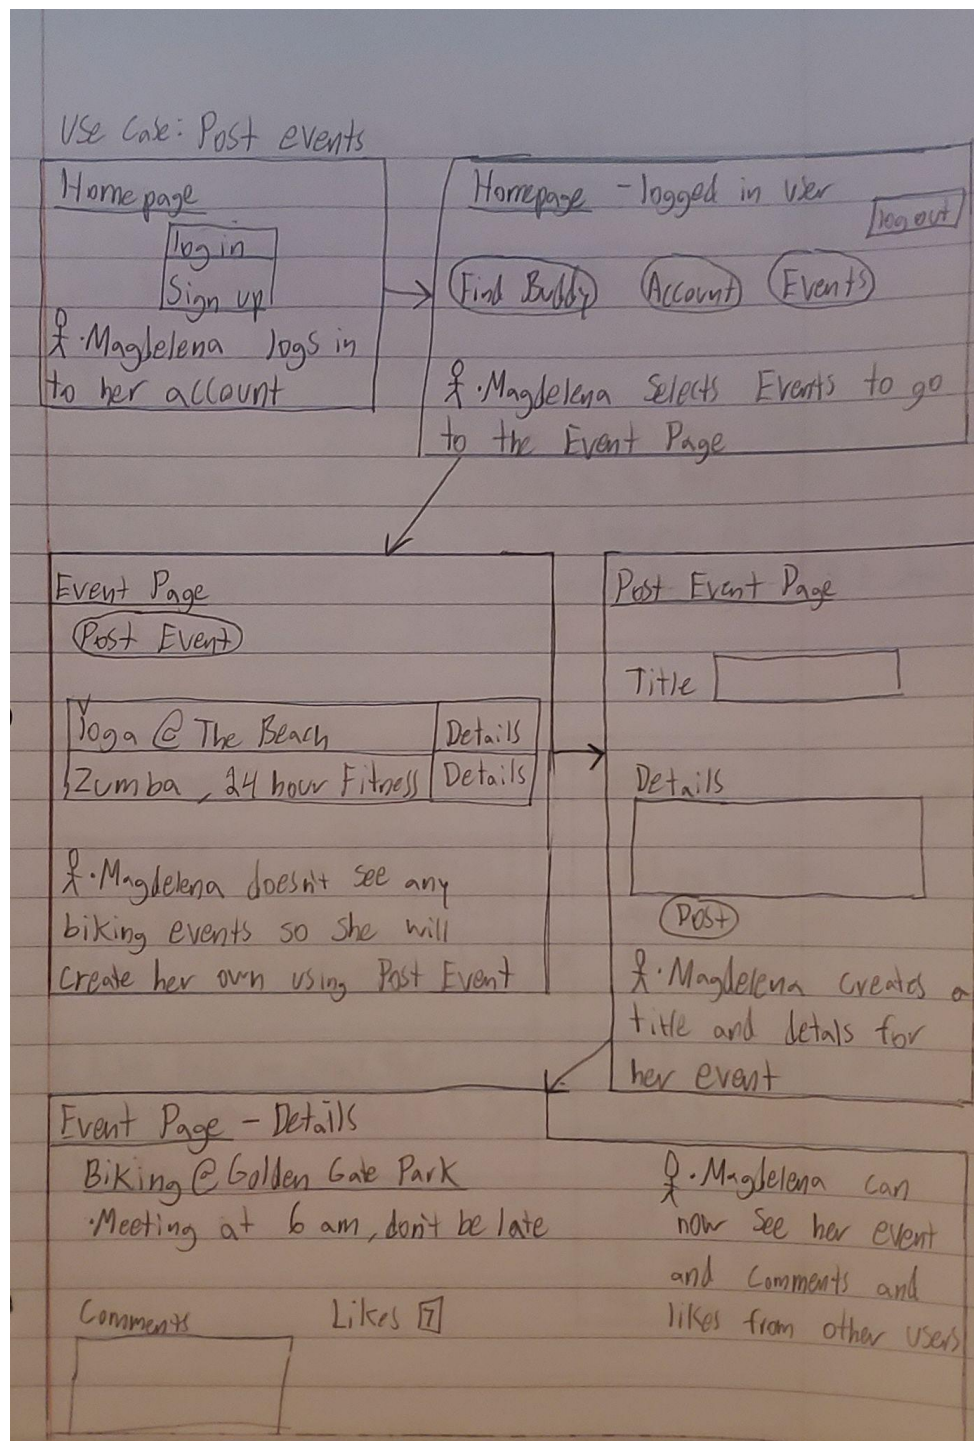 Use Case: Post events
Homepage
log in
Sign up
Magdelena logs in
to her account
Homepage - logged in user
log out
Find Buddy
Account
Events
Magdelena Selects Events to go
to the Event Page
Event Page
Post Event
Yoga @ The Beach
Details
Zumba, 24 hour Fitness
Details
Magdelena doesn't see any
biking events so she will
create her own using Post Event
Post Event Page
Title
Details
Post
Magdelena creates a
title and detals for
her event
Event Page - Details
Biking @ Golden Gate Park
·Meeting at 6 am, don't be late
Comments
Likes 7
Magdelena can
now see her event
and comments and
likes from other users